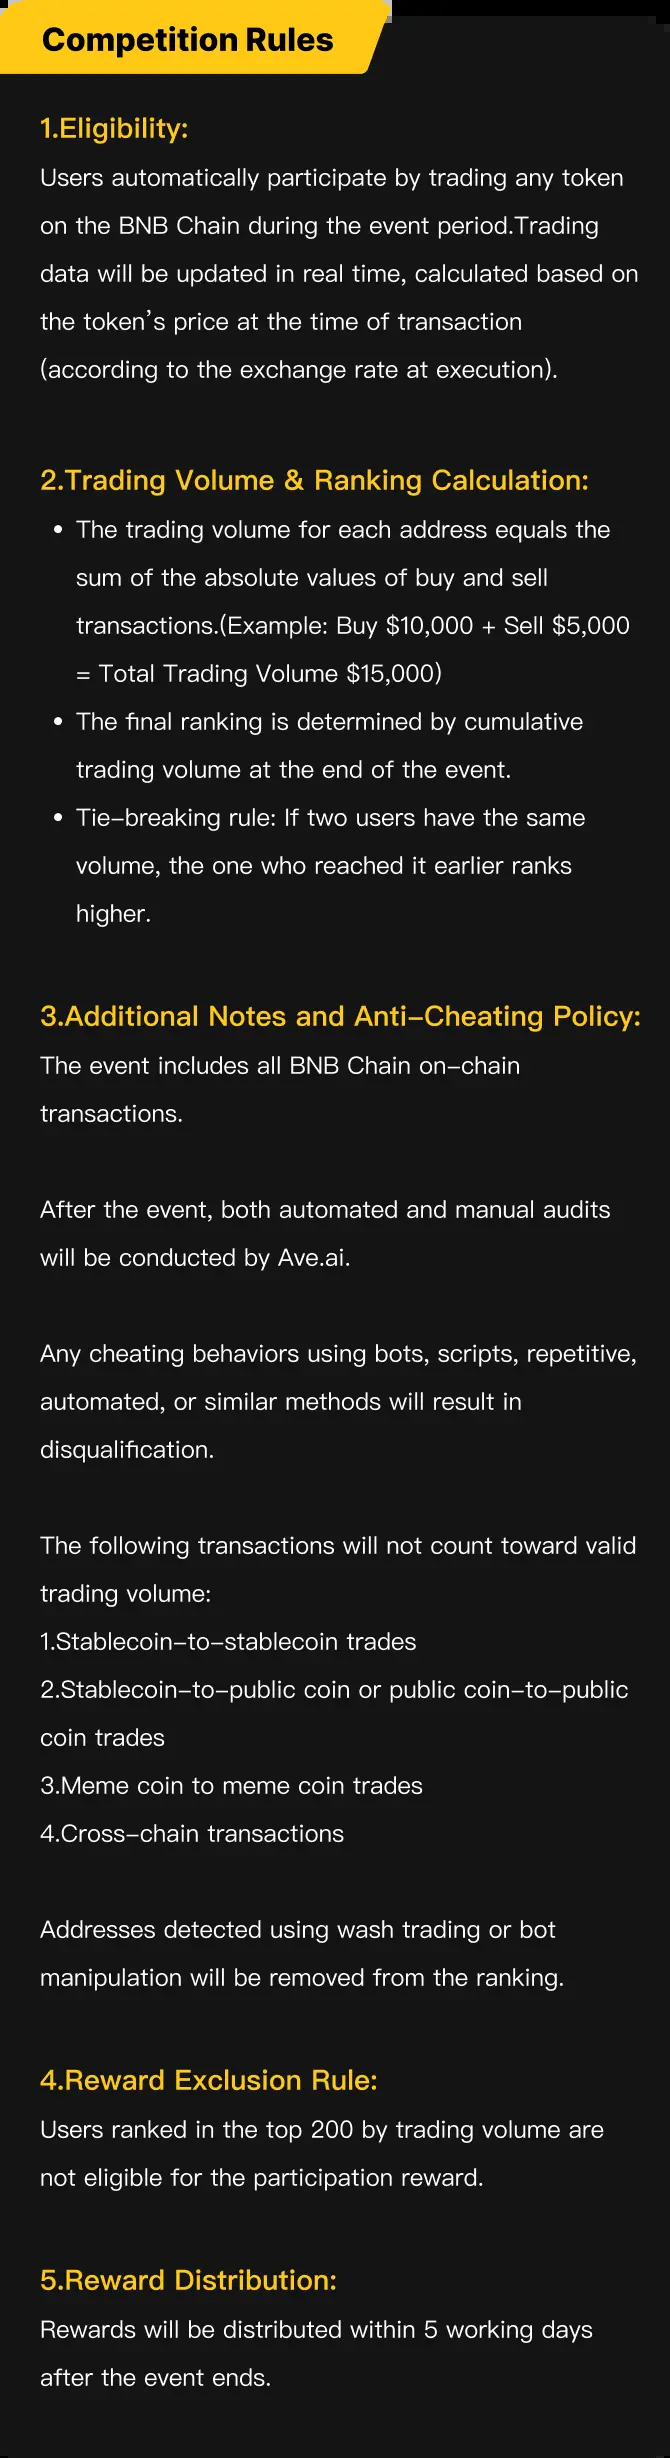 Competition Rules
1.Eligibility:
Users automatically participate by trading any token
on the BNB Chain during the event period.Trading
data will be updated in real time, calculated based on
the token's price at the time of transaction
(according to the exchange rate at execution).
2.Trading Volume & Ranking Calculation:
• The trading volume for each address equals the
sum of the absolute values of buy and sell
transactions.(Example: Buy $10,000 + Sell $5,000
= Total Trading Volume $15,000)
• The final ranking is determined by cumulative
trading volume at the end of the event.
• Tie-breaking rule: If two users have the same
volume, the one who reached it earlier ranks
higher.
3.Additional Notes and Anti-Cheating Policy:
The event includes all BNB Chain on-chain
transactions.
After the event, both automated and manual audits
will be conducted by Ave.ai.
Any cheating behaviors using bots, scripts, repetitive,
automated, or similar methods will result in
disqualification.
The following transactions will not count toward valid
trading volume:
1.Stablecoin-to-stablecoin trades
2.Stablecoin-to-public coin or public coin-to-public
coin trades
3.Meme coin to meme coin trades
4.Cross-chain transactions
Addresses detected using wash trading or bot
manipulation will be removed from the ranking.
4.Reward Exclusion Rule:
Users ranked in the top 200 by trading volume are
not eligible for the participation reward.
5.Reward Distribution:
Rewards will be distributed within 5 working days
after the event ends.